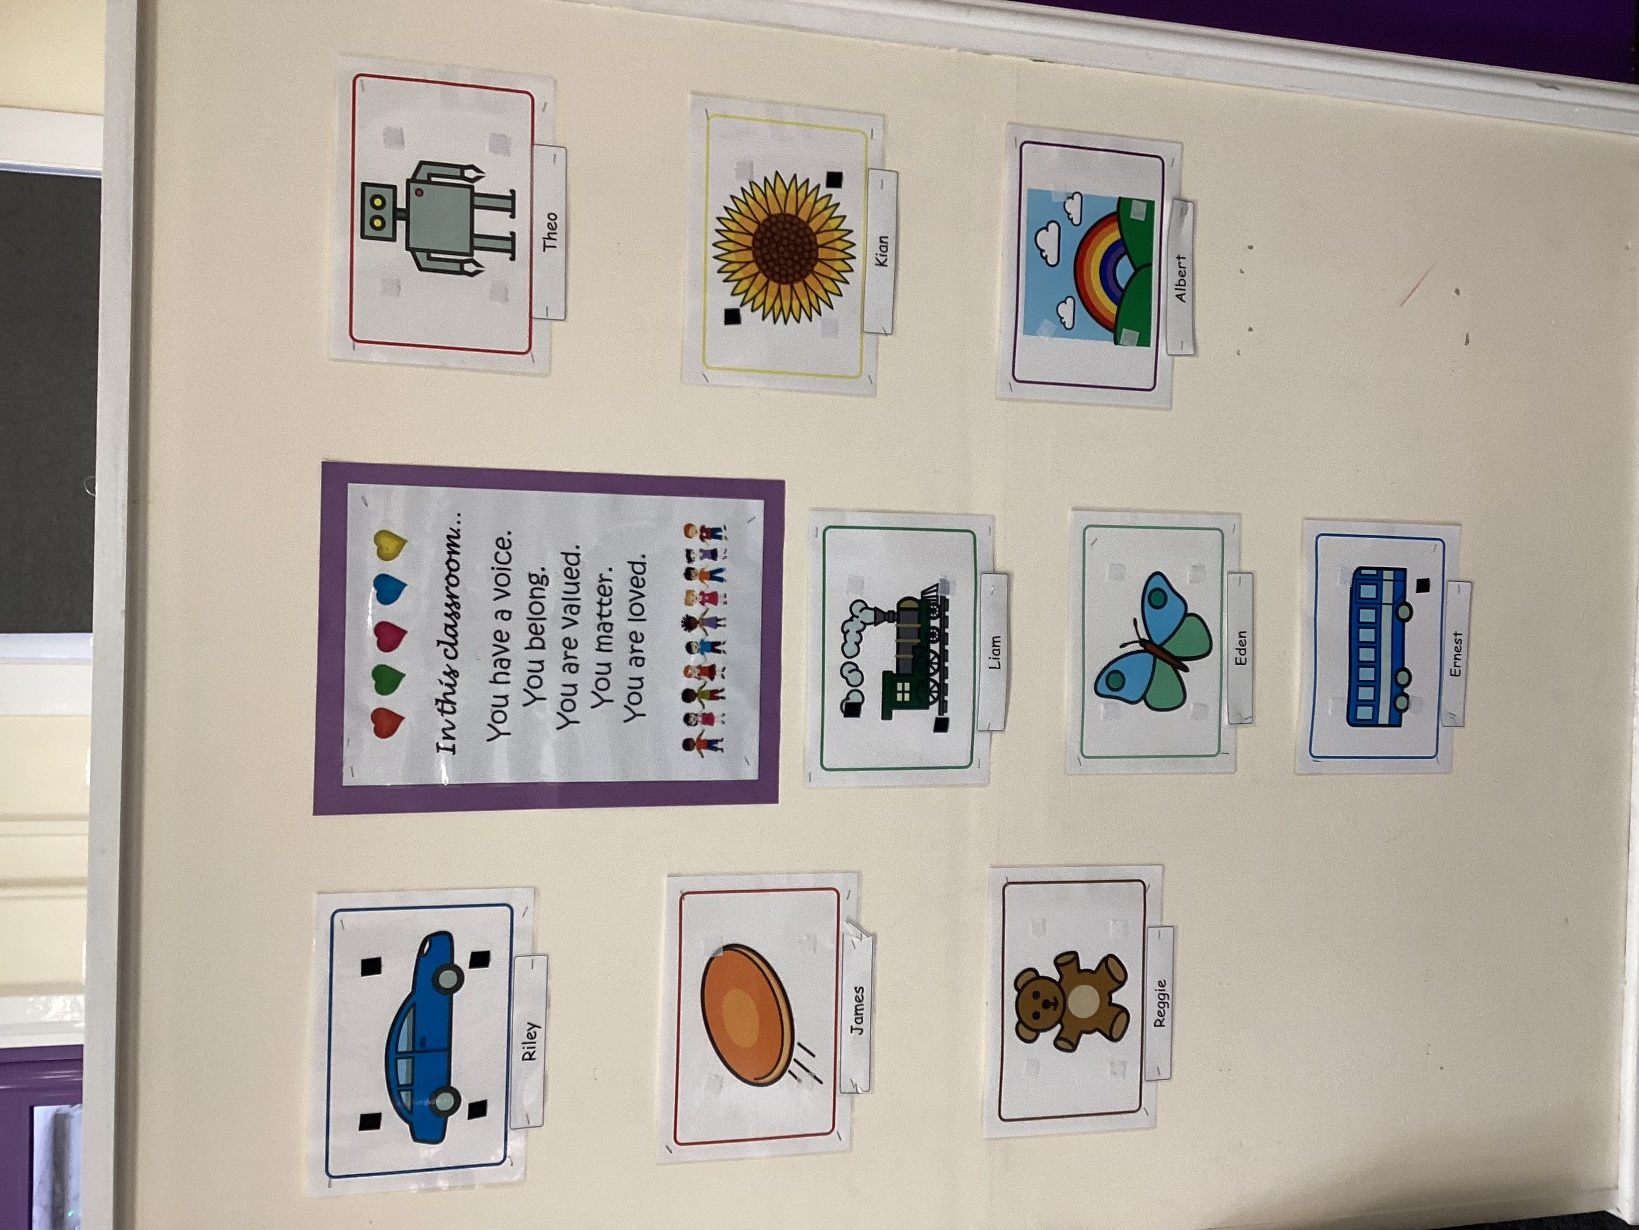 In this classroom...
You have a voice.
You belong.
You are valued.
You matter.
You are loved.
Riley
Theo
James
Liam
Kian
Reggie
Eden
Albert
Ernest